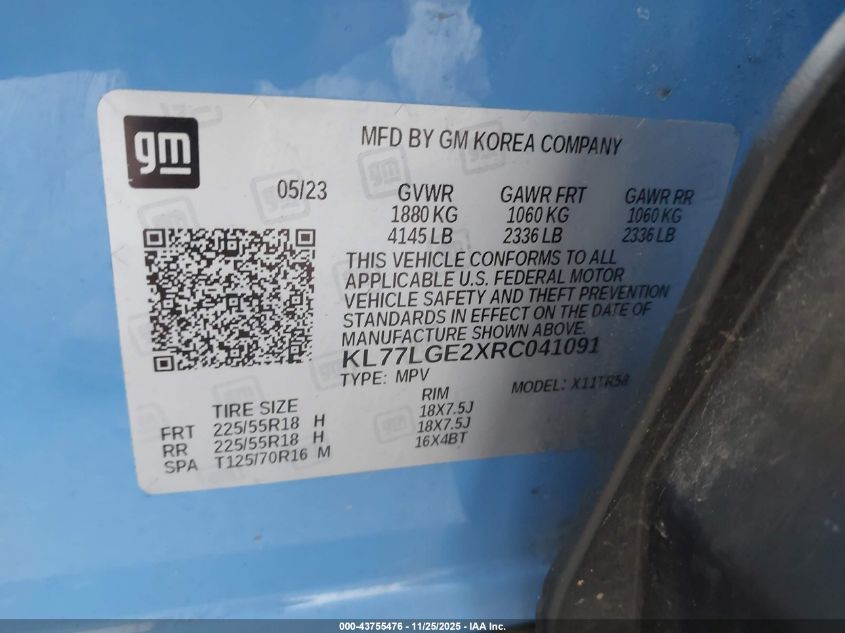 gm
MFD BY GM KOREA COMPANY
05/23
GVWR GAWR FRT GAWR RR
1880 KG 1060 KG 1060 KG
4145 LB 2336 LB 2336 LB
THIS VEHICLE CONFORMS TO ALL
APPLICABLE U.S. FEDERAL MOTOR
VEHICLE SAFETY AND THEFT PREVENTION
STANDARDS IN EFFECT ON THE DATE OF
MANUFACTURE SHOWN ABOVE.
KL77LGE2XRC041091
TYPE: MPV MODEL: X11TR58
TIRE SIZE RIM
FRT 225/55R18 H 18X7.5J
RR 225/55R18 H 18X7.5J
SPA T125/70R16 M 16X4BT
000-43755476 - 11/25/2025 - IAA Inc.